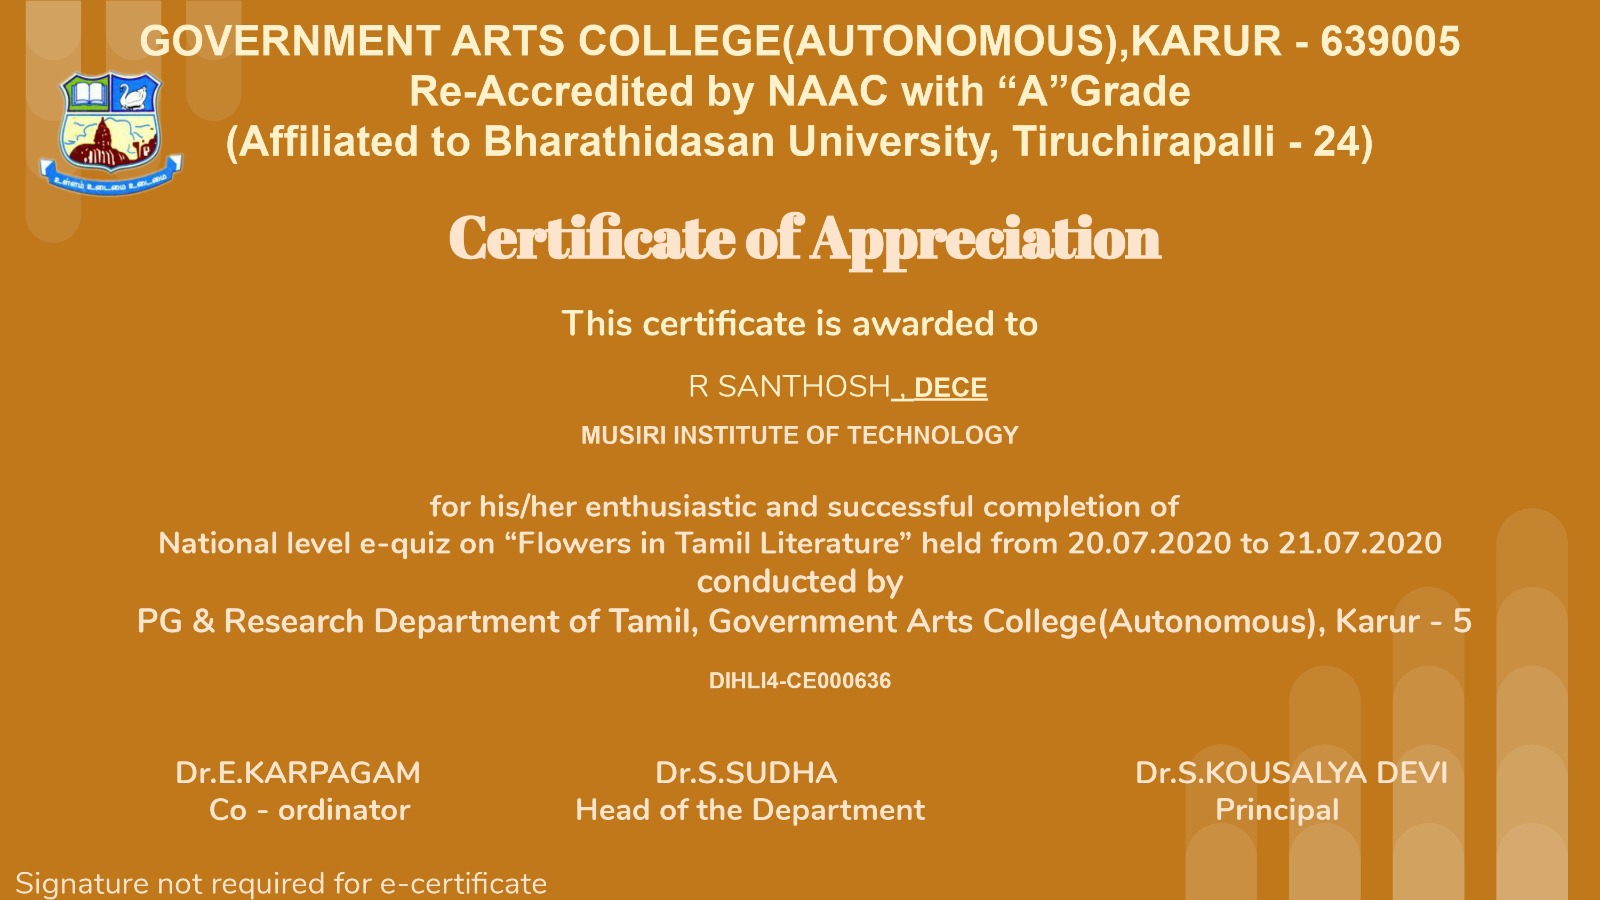 GOVERNMENT ARTS COLLEGE(AUTONOMOUS),KARUR - 639005
Re-Accredited by NAAC with “A”Grade
(Affiliated to Bharathidasan University, Tiruchirapalli - 24)
உள்ளம் உடைமை உடைமை
Certificate of Appreciation
This certificate is awarded to
R SANTHOSH , DECE
MUSIRI INSTITUTE OF TECHNOLOGY
for his/her enthusiastic and successful completion of
National level e-quiz on “Flowers in Tamil Literature” held from 20.07.2020 to 21.07.2020
conducted by
PG & Research Department of Tamil, Government Arts College(Autonomous), Karur - 5
DIHLI4-CE000636
Dr.E.KARPAGAM Dr.S.SUDHA Dr.S.KOUSALYA DEVI
Co - ordinator Head of the Department Principal
Signature not required for e-certificate